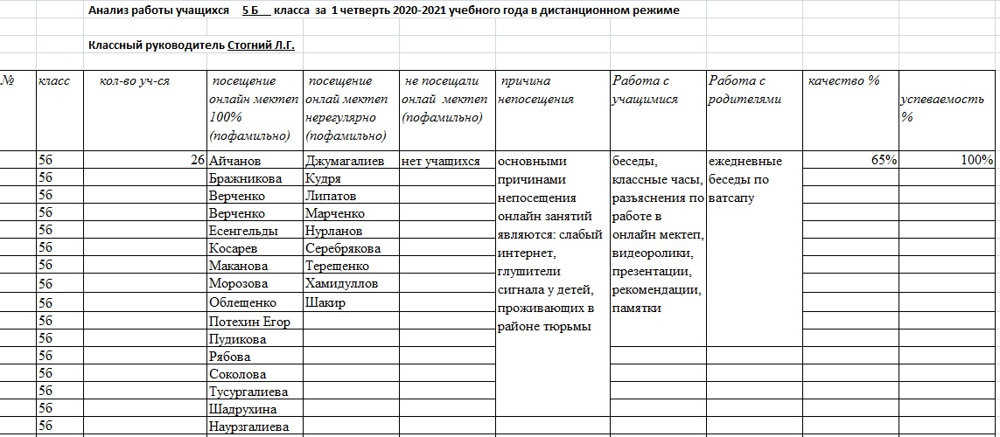 Анализ работы учащихся 5 Б класса за 1 четверть 2020-2021 учебного года в дистанционном режиме
Классный руководитель Стогний Л.Г.
№ класс кол-во уч-ся посещение онлайн мектеп 100% (пофамильно) посещение онлай мектеп нерегулярно (пофамильно) не посещали онлай мектеп (пофамильно) причина непосещения Работа с учащимися Работа с родителями качество % успеваемость %
5б 26 Айчанов Джумагалиев нет учащихся основными беседы, ежедневные 65% 100%
5б Бражникова Кудря причинами классные часы, беседы по
5б Верченко Липатов непосещения разъяснения по ватсапу
5б Верченко Марченко онлайн занятий работе в
5б Есенгельды Нурланов являются: слабый онлайн мектеп,
5б Косарев Серебрякова интернет, видеоролики,
5б Маканова Терещенко глушители презентации,
5б Морозова Хамидуллов сигнала у детей, рекомендации,
5б Облещенко Шакир проживающих в памятки
5б Потехин Егор районе тюрьмы
5б Пудикова
5б Рябова
5б Соколова
5б Тусургалиева
5б Шадрухина
5б Наурзгалиева